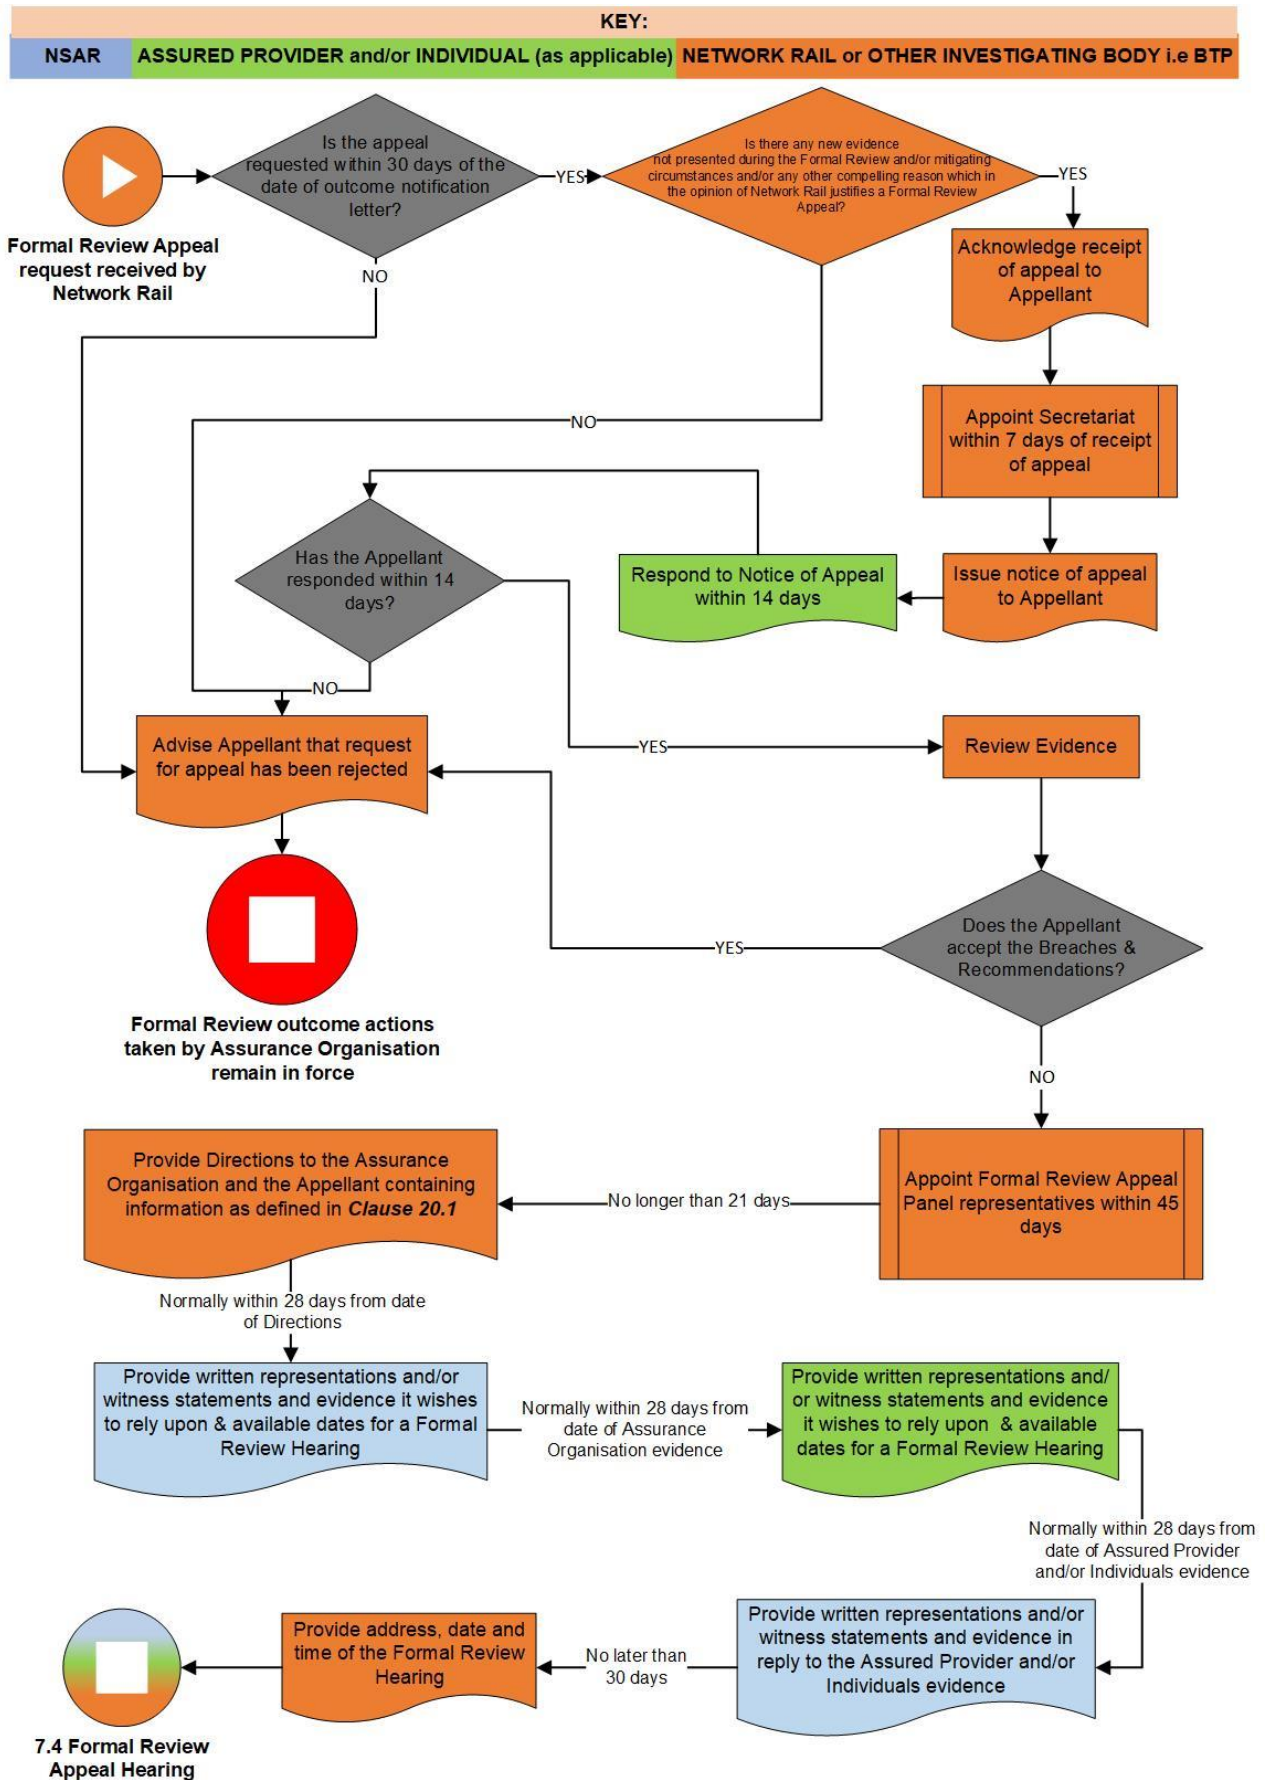 KEY:
NSAR
ASSURED PROVIDER and/or INDIVIDUAL (as applicable)
NETWORK RAIL or OTHER INVESTIGATING BODY i.e BTP
Formal Review Appeal
request received by
Network Rail
Is the appeal
requested within 30 days of the
date of outcome notification
letter?
YES
NO
Is there any new evidence
not presented during the Formal Review and/or mitigating
circumstances and/or any other compelling reason which in
the opinion of Network Rail justifies a Formal Review
Appeal?
YES
NO
Acknowledge receipt
of appeal to
Appellant
Appoint Secretariat
within 7 days of receipt
of appeal
Issue notice of appeal
to Appellant
Respond to Notice of Appeal
within 14 days
Has the Appellant
responded within 14
days?
NO
YES
Advise Appellant that request
for appeal has been rejected
Review Evidence
Formal Review outcome actions
taken by Assurance Organisation
remain in force
Does the Appellant
accept the Breaches &
Recommendations?
YES
NO
Appoint Formal Review Appeal
Panel representatives within 45
days
No longer than 21 days
Provide Directions to the Assurance
Organisation and the Appellant containing
information as defined in Clause 20.1
Normally within 28 days from date
of Directions
Provide written representations and/or
witness statements and evidence it wishes
to rely upon & available dates for a Formal
Review Hearing
Normally within 28 days from
date of Assurance
Organisation evidence
Provide written representations and/
or witness statements and evidence
it wishes to rely upon & available
dates for a Formal Review Hearing
Normally within 28 days from
date of Assured Provider
and/or Individuals evidence
Provide written representations and/or
witness statements and evidence in
reply to the Assured Provider and/or
Individuals evidence
No later than
30 days
Provide address, date and
time of the Formal Review
Hearing
7.4 Formal Review
Appeal Hearing